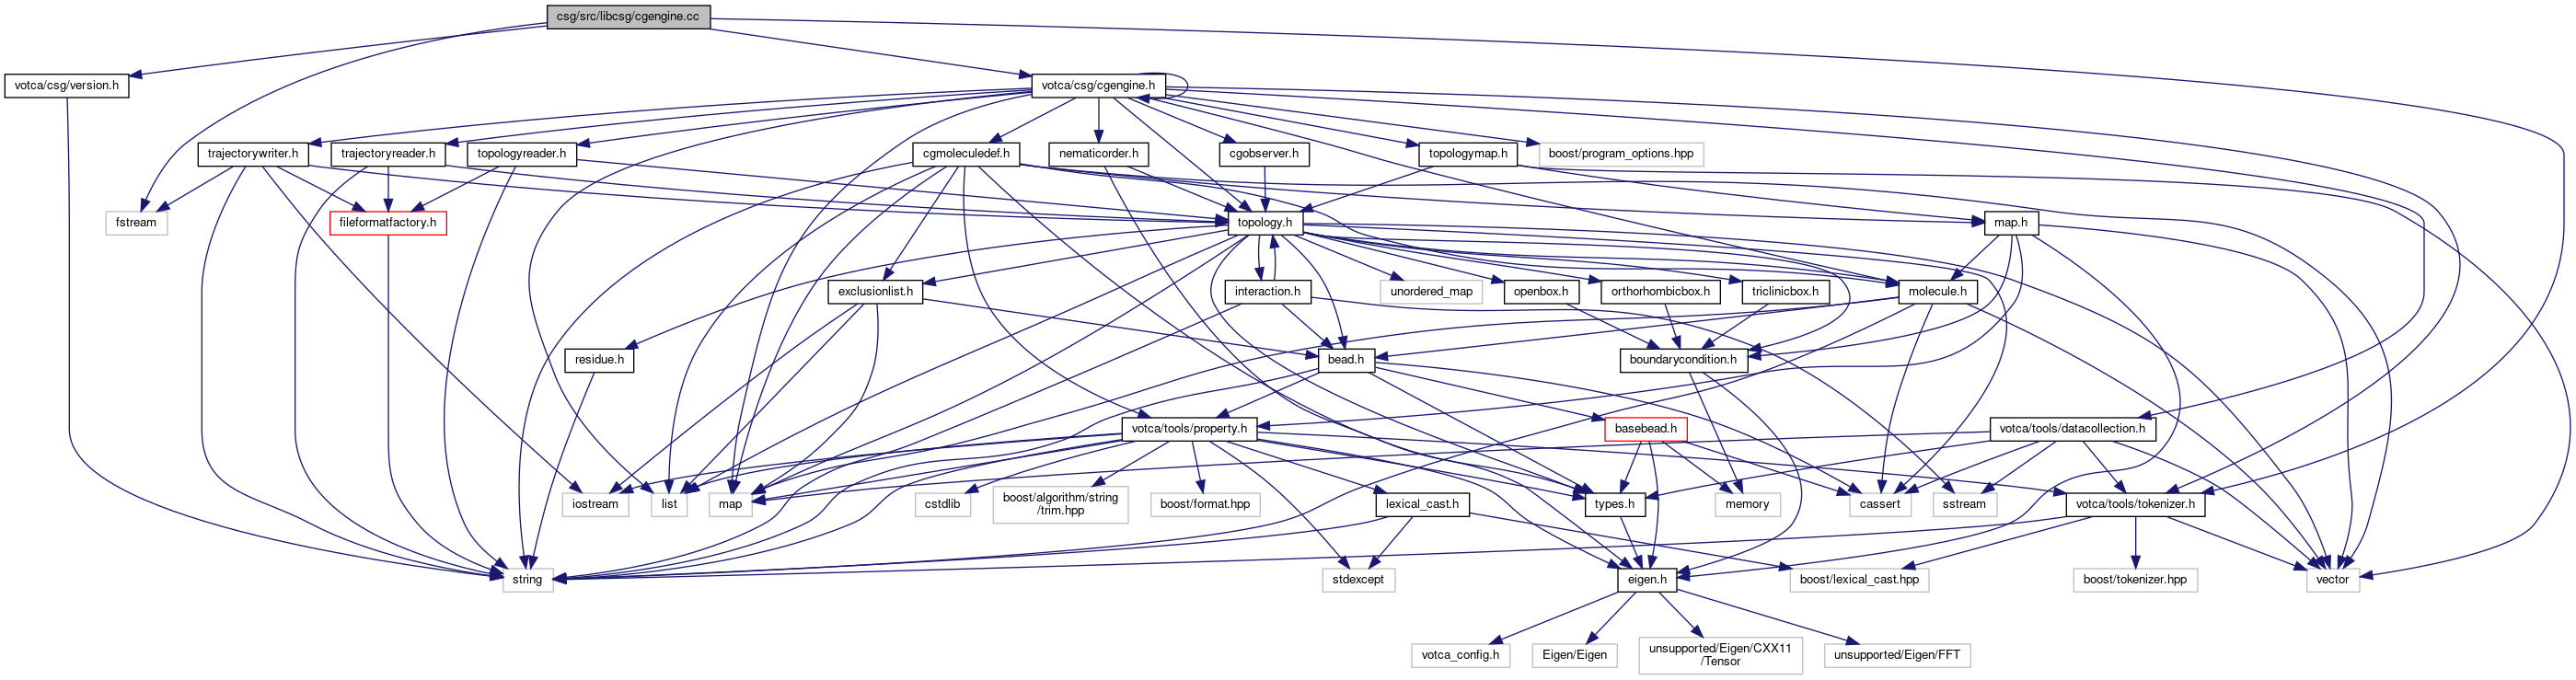 csg/src/libcsg/cgengine.cc
votca/csg/version.h
votca/csg/cgengine.h
trajectorywriter.h
trajectoryreader.h
topologyreader.h
cgmoleculedef.h
nematicorder.h
cgobserver.h
topologymap.h
boost/program_options.hpp
fstream
fileformatfactory.h
topology.h
map.h
exclusionlist.h
interaction.h
unordered_map
openbox.h
orthorhombicbox.h
triclinicbox.h
molecule.h
residue.h
bead.h
boundarycondition.h
votca/tools/property.h
basebead.h
votca/tools/datacollection.h
iostream
list
map
cstdlib
boost/algorithm/string
/trim.hpp
boost/format.hpp
lexical_cast.h
types.h
memory
cassert
sstream
votca/tools/tokenizer.h
string
stdexcept
eigen.h
boost/lexical_cast.hpp
boost/tokenizer.hpp
vector
votca_config.h
Eigen/Eigen
unsupported/Eigen/CXX11
/Tensor
unsupported/Eigen/FFT